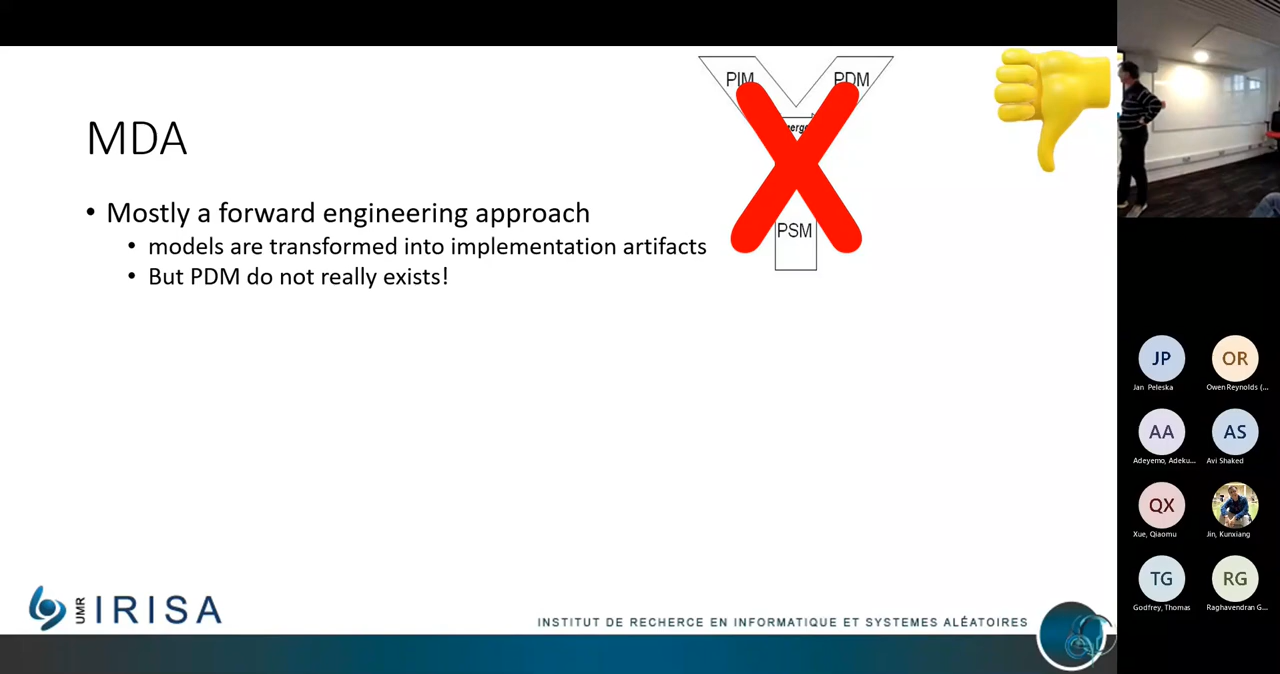 PIM
PDM
MDA
• Mostly a forward engineering approach
• models are transformed into implementation artifacts
PSM
• But PDM do not really exists!
JP
OR
Jan Peleska
Owen Reynolds (...
AA
AS
Adeyemo, Adeku...
Avi Shaked
QX
Xue, Qiaomu
Jin, Kunxiang
TG
RG
Godfrey, Thomas
Raghavendran G...
UMR
IRISA
INSTITUT DE RECHERCE EN INFORMATIQUE ET SYSTEMES ALÉATOIRES